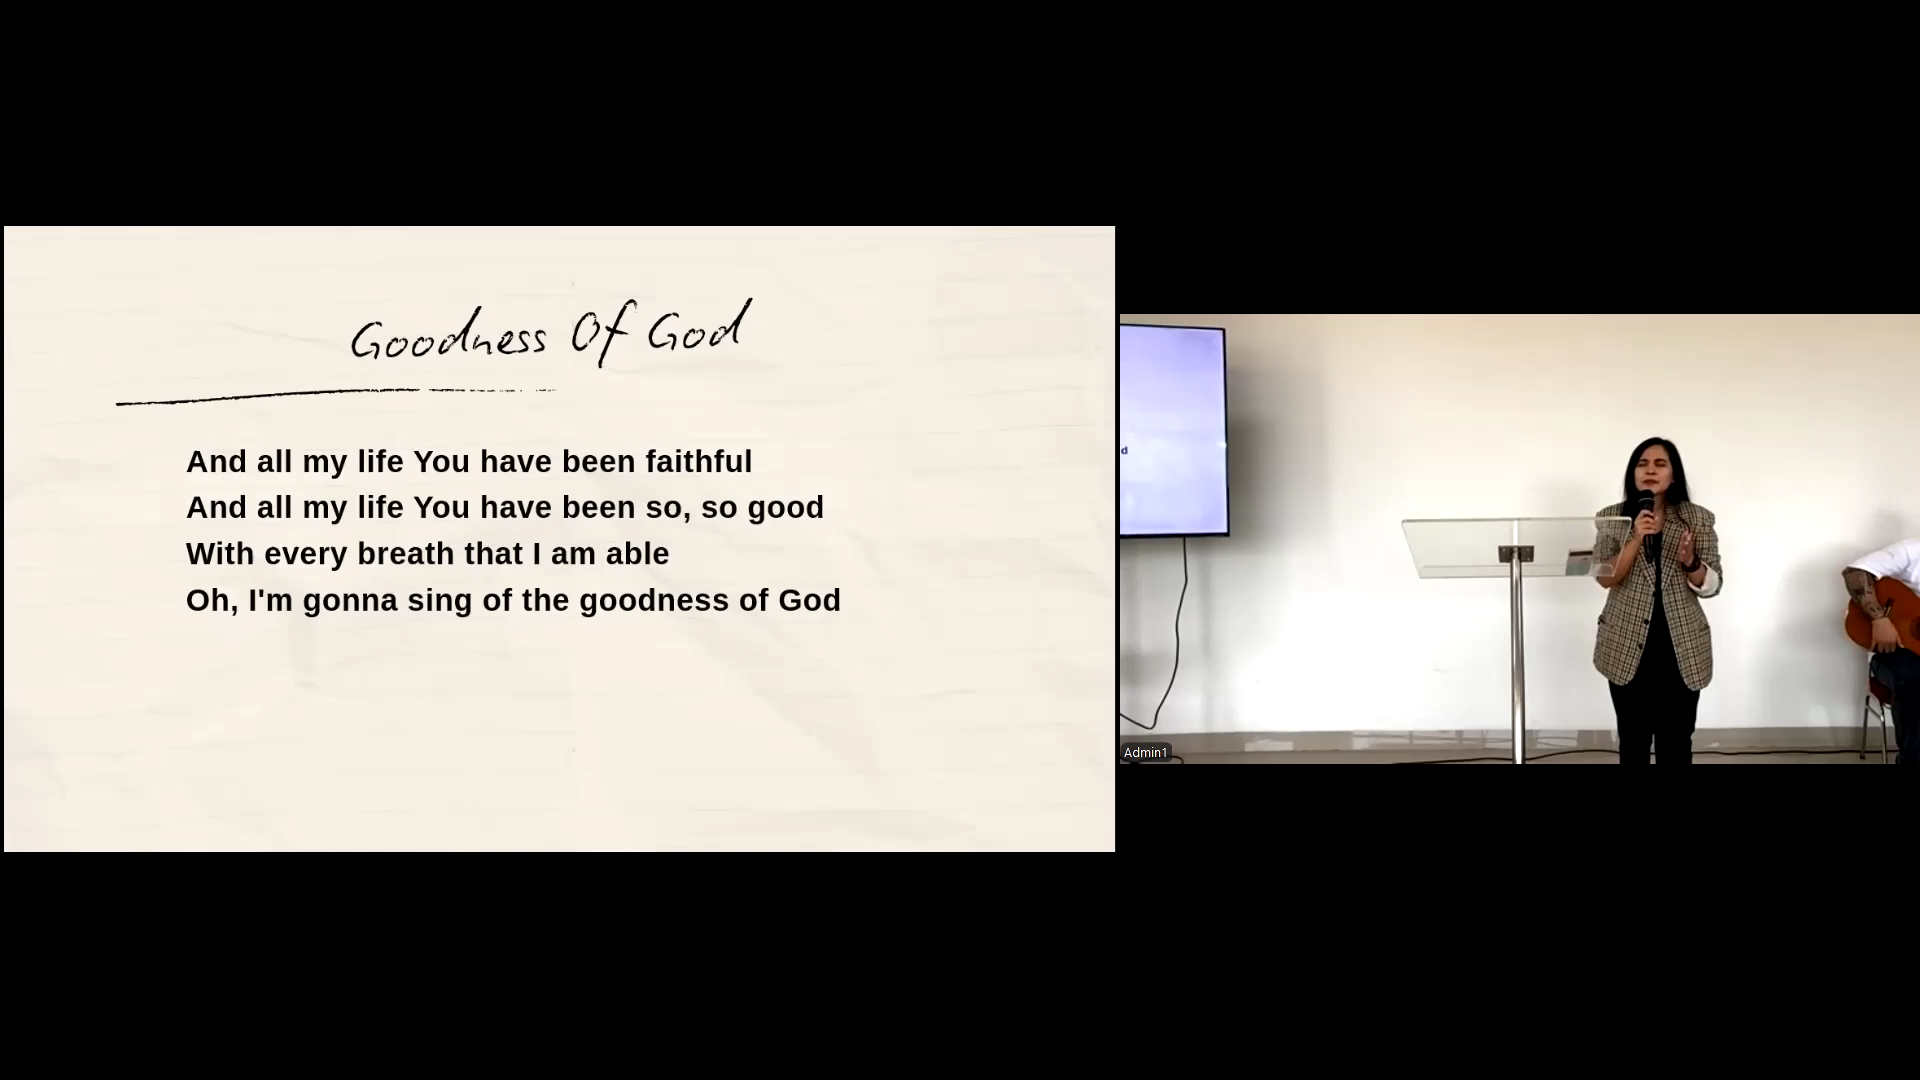 Goodness Of God
And all my life You have been faithful
And all my life You have been so, so good
With every breath that I am able
Oh, I'm gonna sing of the goodness of God
d
Admin1